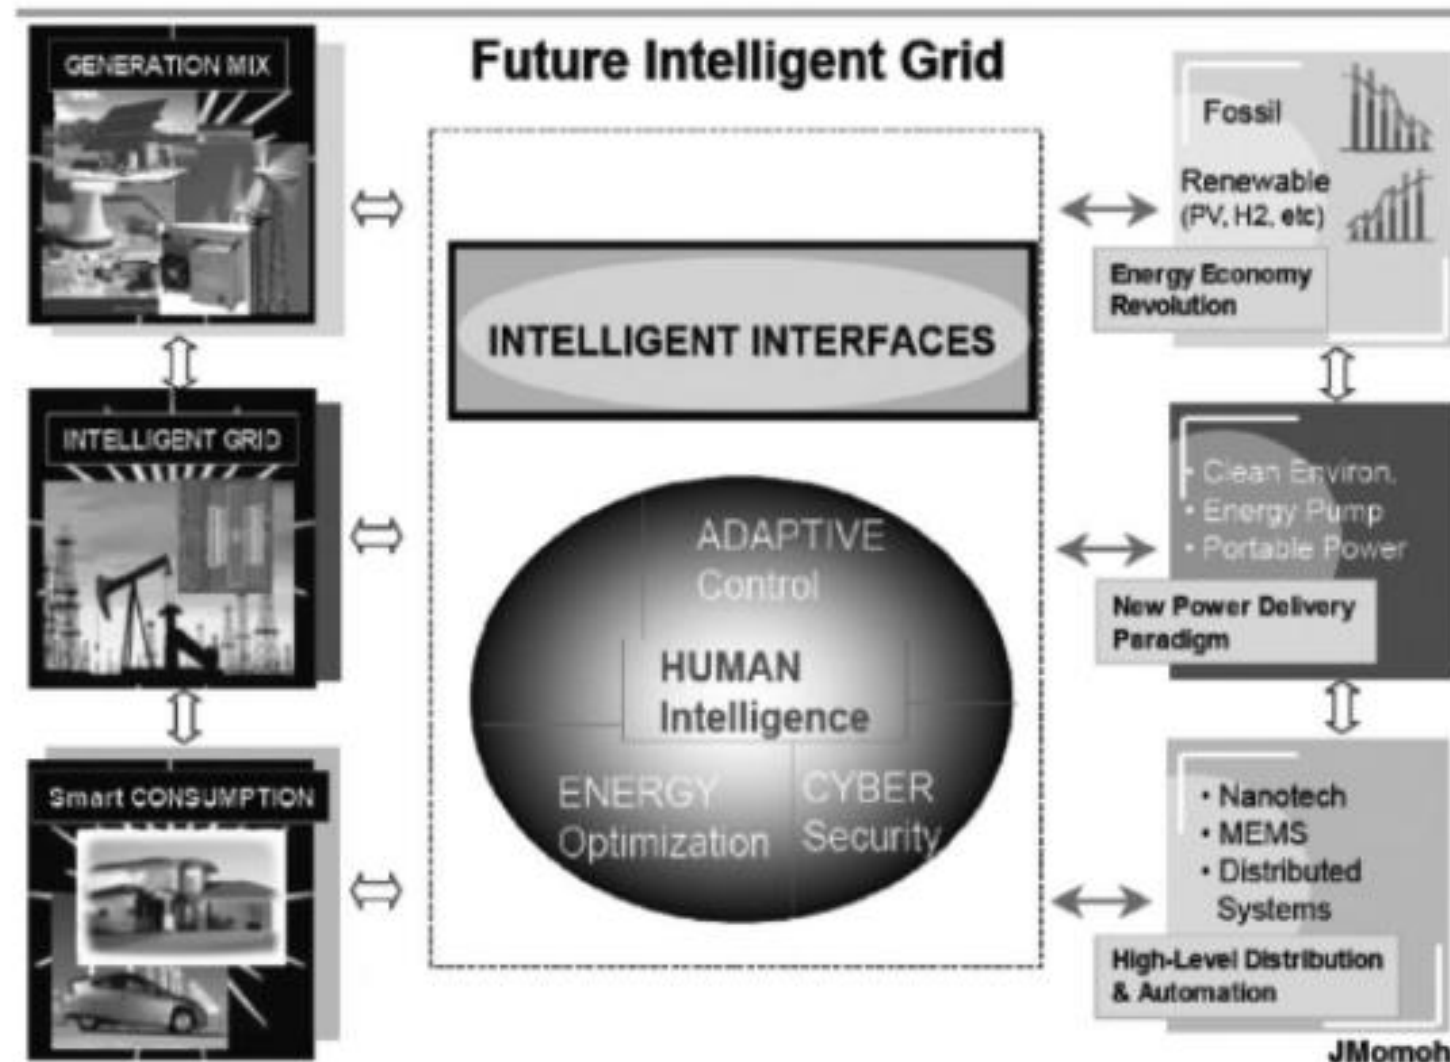 Future Intelligent Grid
GENERATION MIX
INTELLIGENT GRID
Smart CONSUMPTION
INTELLIGENT INTERFACES
ADAPTIVE
Control
HUMAN
Intelligence
ENERGY
Optimization
CYBER
Security
Fossil
Renewable
(PV, H2, etc)
Energy Economy
Revolution
• Clean Environ.
• Energy Pump
• Portable Power
New Power Delivery
Paradigm
• Nanotech
• MEMS
• Distributed
Systems
High-Level Distribution
& Automation
JMomoh